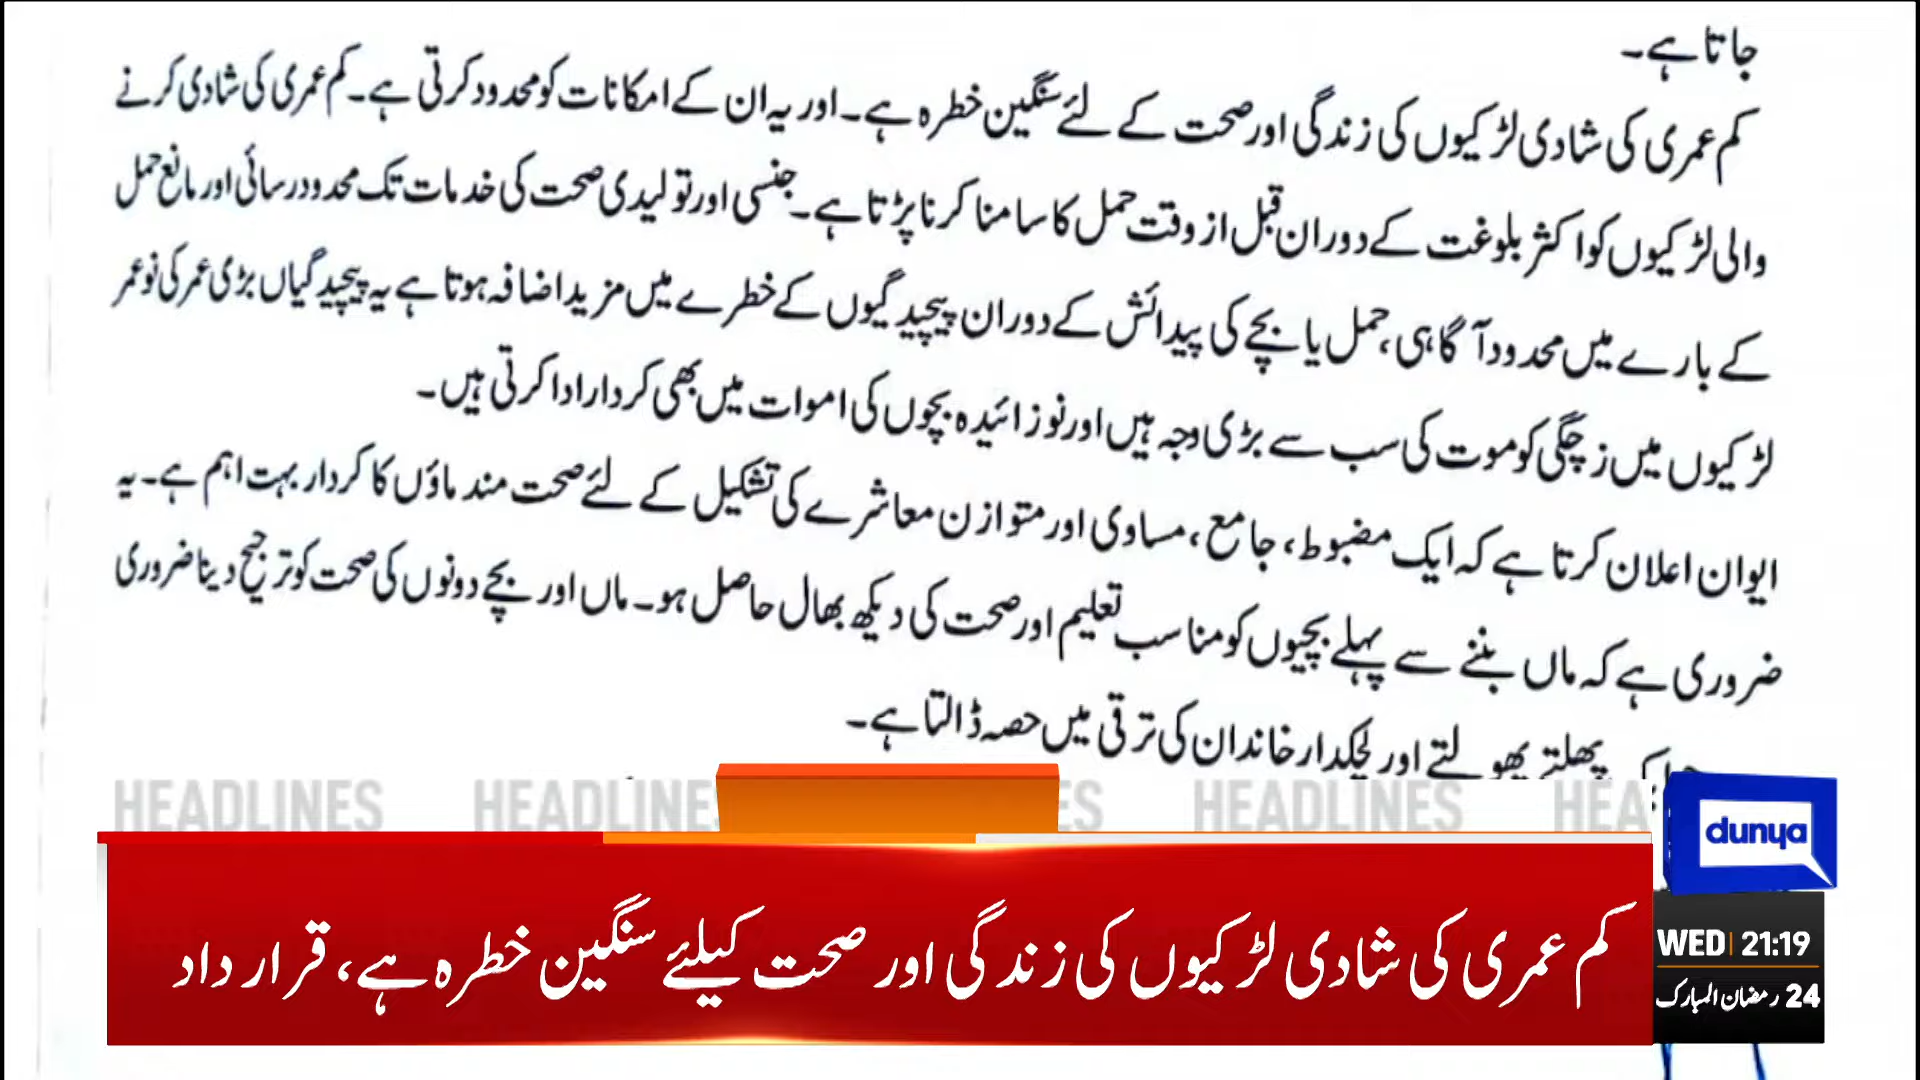 جاتا ہے۔
کم عمری کی شادی لڑکیوں کی زندگی اور صحت کے لئے سنگین خطرہ ہے۔ اور یہ ان کے امکانات کو محدود کرتی ہے۔ کم عمری کی شادی کرنے
والی لڑکیوں کو اکثر بلوغت کے دوران قبل از وقت حمل کا سامنا کرنا پڑتا ہے۔ جنسی اور تولیدی صحت کی خدمات تک محدود رسائی اور مانع حمل
کے بارے میں محدود آگاہی، حمل یا بچے کی پیدائش کے دوران پیچیدگیوں کے خطرے میں مزید اضافہ ہوتا ہے یہ پیچیدگیاں بڑی عمر کی نوعمر
لڑکیوں میں زچگی کو موت کی سب سے بڑی وجہ ہیں اور نوزائیدہ بچوں کی اموات میں بھی کردار ادا کرتی ہیں۔
ایوان اعلان کرتا ہے کہ ایک مضبوط، جامع، مساوی اور متوازن معاشرے کی تشکیل کے لئے صحت مند ماؤں کا کردار بہت اہم ہے۔ یہ
ضروری ہے کہ ماں بننے سے پہلے بچیوں کو مناسب تعلیم اور صحت کی دیکھ بھال حاصل ہو۔ ماں اور بچے دونوں کی صحت کو ترجیح دینا ضروری
پھلتے پھولتے اور لچکدار خاندان کی ترقی میں حصہ ڈالتا ہے۔
HEADLINES HEADLINES HEADLINES
dunya
کم عمری کی شادی لڑکیوں کی زندگی اور صحت کیلئے سنگین خطرہ ہے، قرار داد
WED 21:19
24 رمضان المبارک